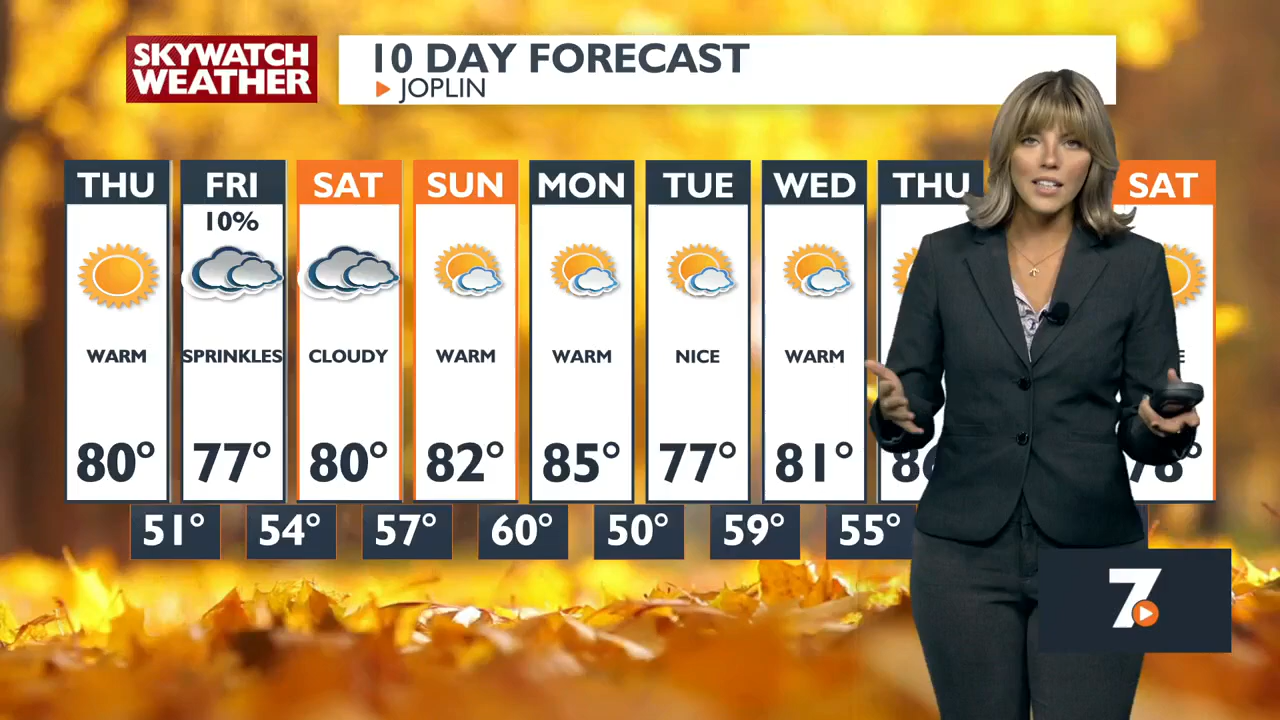 SKYWATCH
WEATHER
10 DAY FORECAST
JOPLIN
THU FRI SAT SUN MON TUE WED THU SAT
10%
WARM SPRINKLES CLOUDY WARM WARM NICE WARM
80° 77° 80° 82° 85° 77° 81°
51° 54° 57° 60° 50° 59° 55°
7